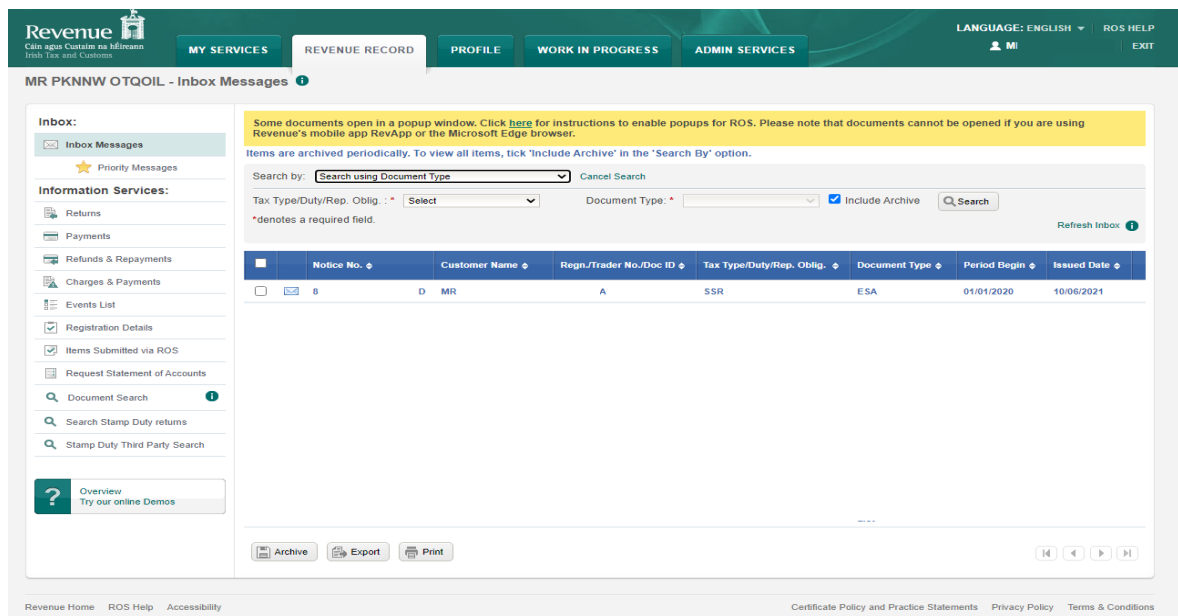 Revenue
Cáin agus Custaim na hÉireann
Irish Tax and Customs
MY SERVICES
REVENUE RECORD
PROFILE
WORK IN PROGRESS
ADMIN SERVICES
LANGUAGE: ENGLISH
ROS HELP
MI
EXIT
MR PKNNW OTQOIL - Inbox Messages
Inbox:
Inbox Messages
Priority Messages
Information Services:
Returns
Payments
Refunds & Repayments
Charges & Payments
Events List
Registration Details
Items Submitted via ROS
Request Statement of Accounts
Document Search
Search Stamp Duty returns
Stamp Duty Third Party Search
?
Overview
Try our online Demos
Some documents open in a popup window. Click here for instructions to enable popups for ROS. Please note that documents cannot be opened if you are using
Revenue's mobile app RevApp or the Microsoft Edge browser.
Items are archived periodically. To view all items, tick 'Include Archive' in the 'Search By' option.
Search by: Search using Document Type Cancel Search
Tax Type/Duty/Rep. Oblig. : * Select Document Type: * Include Archive Search
*denotes a required field.
Refresh Inbox
Notice No. Customer Name Regn./Trader No./Doc ID Tax Type/Duty/Rep. Oblig. Document Type Period Begin Issued Date
8 D MR A SSR ESA 01/01/2020 10/06/2021
Archive Export Print
Revenue Home ROS Help Accessibility
Certificate Policy and Practice Statements Privacy Policy Terms & Conditions